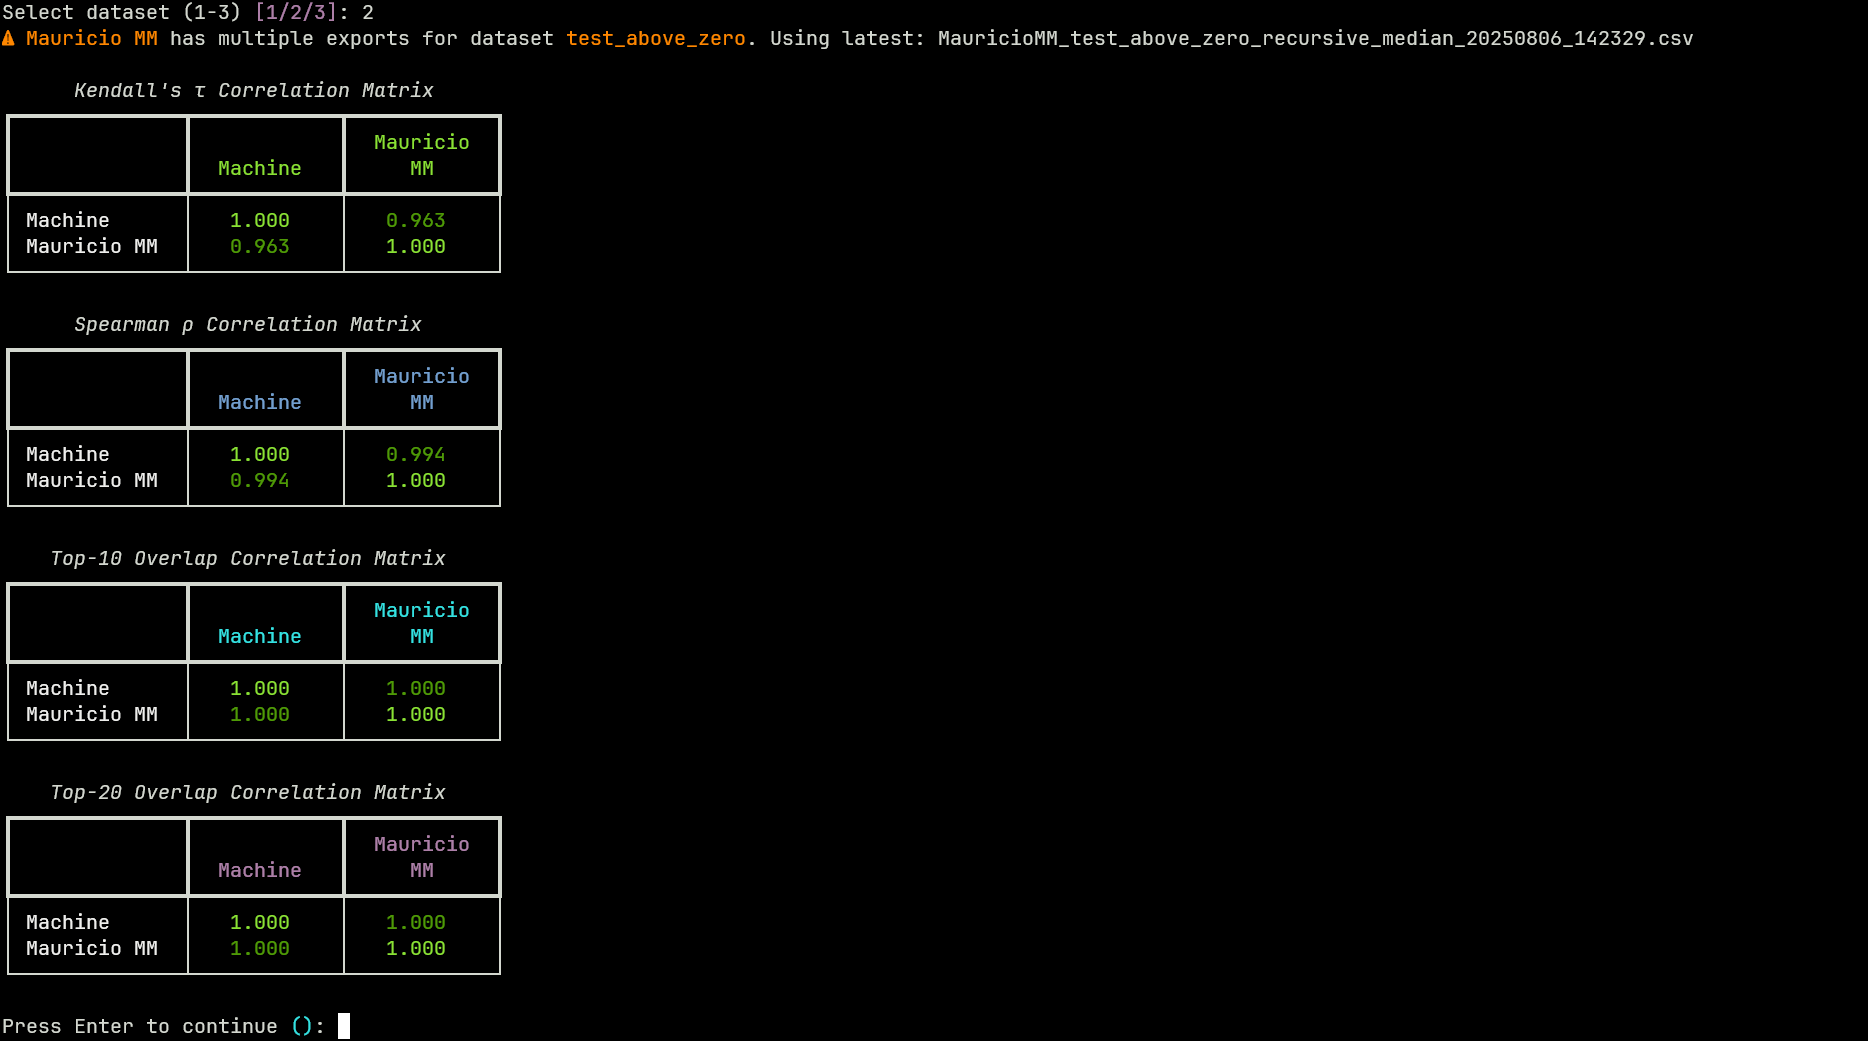 Select dataset (1-3) [1/2/3]: 2
⚠ Mauricio MM has multiple exports for dataset test_above_zero. Using latest: MauricioMM_test_above_zero_recursive_median_20250806_142329.csv
Kendall's τ Correlation Matrix
Mauricio
Machine MM
Machine 1.000 0.963
Mauricio MM 0.963 1.000
Spearman ρ Correlation Matrix
Mauricio
Machine MM
Machine 1.000 0.994
Mauricio MM 0.994 1.000
Top-10 Overlap Correlation Matrix
Mauricio
Machine MM
Machine 1.000 1.000
Mauricio MM 1.000 1.000
Top-20 Overlap Correlation Matrix
Mauricio
Machine MM
Machine 1.000 1.000
Mauricio MM 1.000 1.000
Press Enter to continue ():